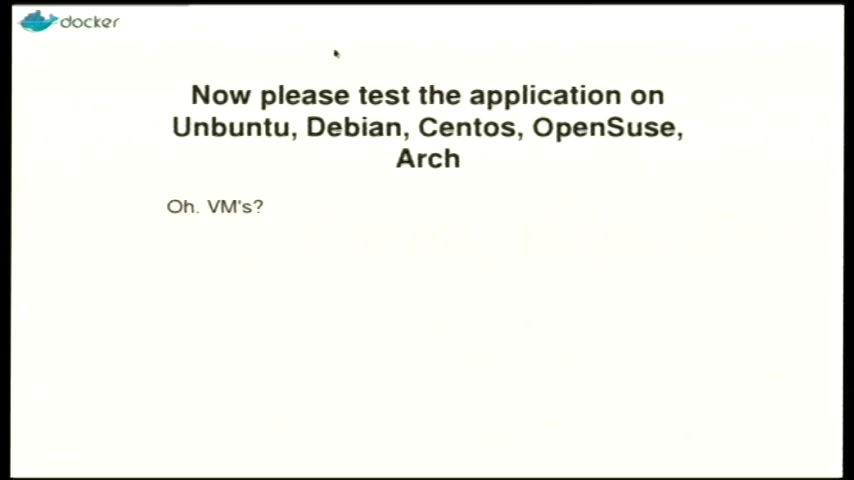 docker
Now please test the application on
Unbuntu, Debian, Centos, OpenSuse,
Arch
Oh. VM's?